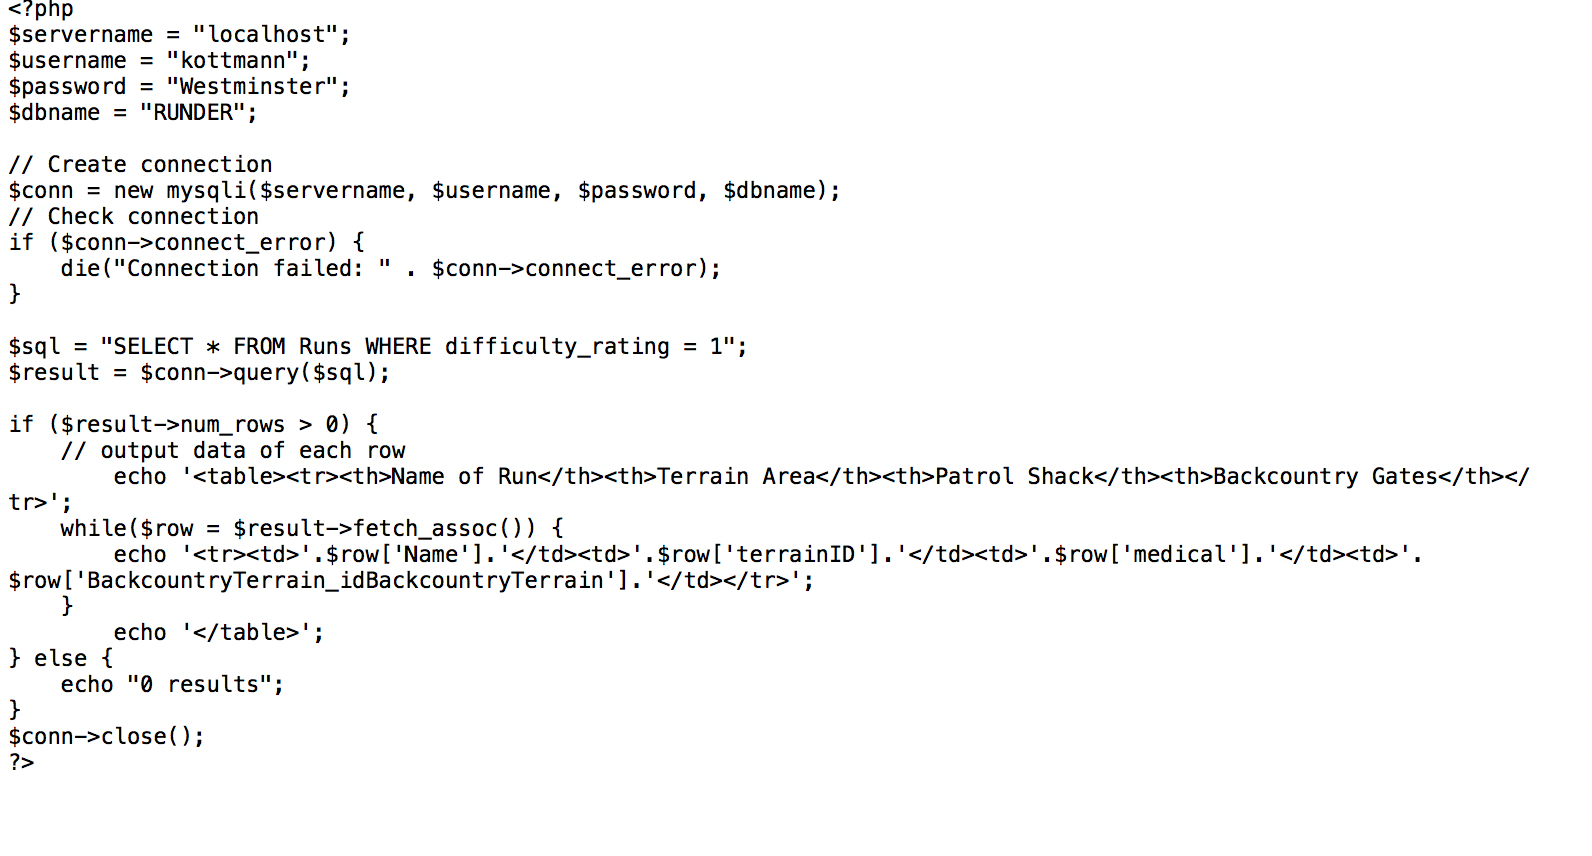 <?php
$servername = "localhost";
$username = "kottmann";
$password = "Westminster";
$dbname = "RUNDER";

// Create connection
$conn = new mysqli($servername, $username, $password, $dbname);
// Check connection
if ($conn->connect_error) {
    die("Connection failed: " . $conn->connect_error);
}

$sql = "SELECT * FROM Runs WHERE difficulty_rating = 1";
$result = $conn->query($sql);

if ($result->num_rows > 0) {
    // output data of each row
        echo '<table><tr><th>Name of Run</th><th>Terrain Area</th><th>Patrol Shack</th><th>Backcountry Gates</th></
tr>';
    while($row = $result->fetch_assoc()) {
        echo '<tr><td>'.$row['Name'].'</td><td>'.$row['terrainID'].'</td><td>'.$row['medical'].'</td><td>'.
$row['BackcountryTerrain_idBackcountryTerrain'].'</td></tr>';
    }
        echo '</table>';
} else {
    echo "0 results";
}
$conn->close();
?>